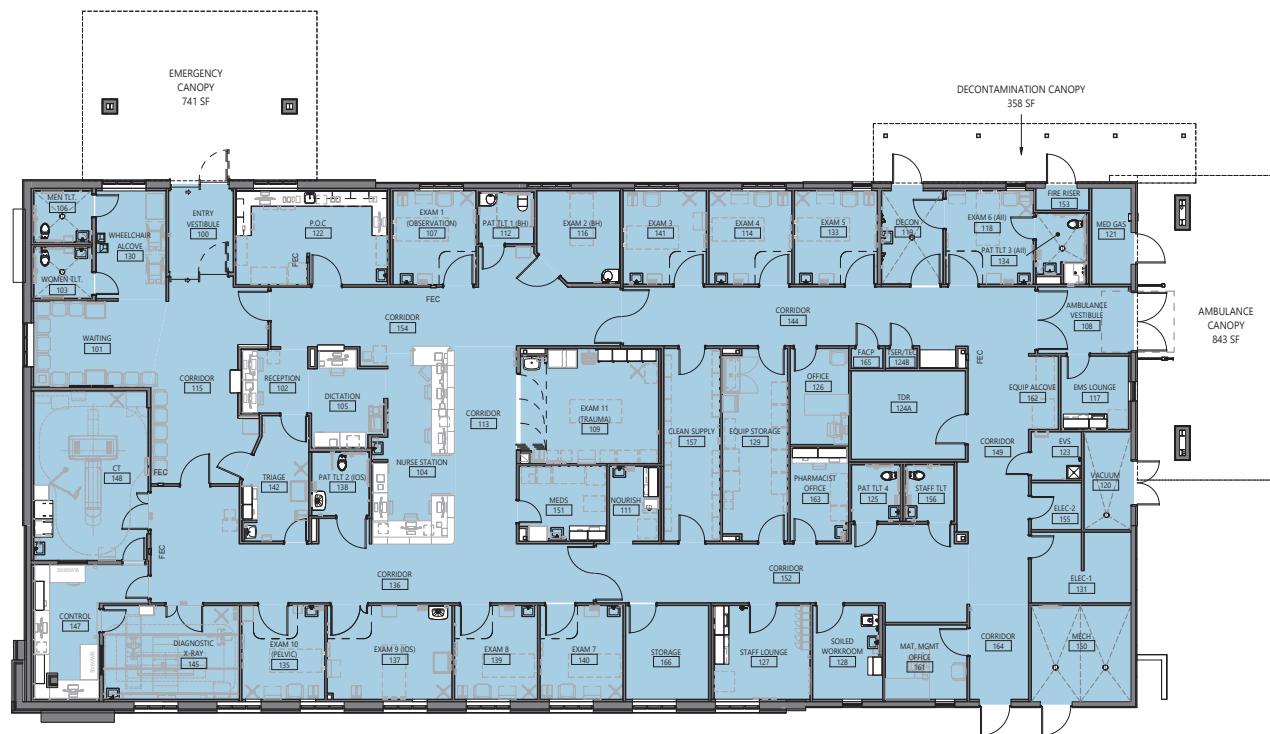 EMERGENCY
CANOPY
741 SF
DECONTAMINATION CANOPY
358 SF
MEN TLT.
106
WHEELCHAIR
ALCOVE
130
ENTRY
VESTIBULE
100
P.O.C
122
FEC
EXAM 1
(OBSERVATION)
107
PAT TLT 1 (BH)
112
EXAM 2 (BH)
116
EXAM 3
141
EXAM 4
114
EXAM 5
133
DECON
119
EXAM 6 (AII)
118
PAT TLT 3 (AII)
134
FIRE RISER
153
MED GAS
121
WOMEN TLT.
103
FEC
WAITING
101
CORRIDOR
154
CORRIDOR
144
AMBULANCE
VESTIBULE
108
AMBULANCE
CANOPY
843 SF
CORRIDOR
115
RECEPTION
102
DICTATION
105
CORRIDOR
113
EXAM 11
(TRAUMA)
109
CLEAN SUPPLY
157
EQUIP STORAGE
129
OFFICE
126
FACP
165
TSER/TEC
124B
TDR
124A
FEC
EQUIP ALCOVE
162
EMS LOUNGE
117
CT
148
FEC
TRIAGE
142
PAT TLT 2 (IOS)
138
NURSE STATION
104
MEDS
151
NOURISH
111
PHARMACIST
OFFICE
163
PAT TLT 4
125
STAFF TLT
156
CORRIDOR
149
EVS
123
VACUUM
120
ELEC-2
155
FEC
CORRIDOR
136
CORRIDOR
152
ELEC-1
131
CONTROL
147
DIAGNOSTIC
X-RAY
145
EXAM 10
(PELVIC)
135
EXAM 9 (IOS)
137
EXAM 8
139
EXAM 7
140
STORAGE
166
STAFF LOUNGE
127
SOILED
WORKROOM
128
MAT. MGMT
OFFICE
161
CORRIDOR
164
MECH
150